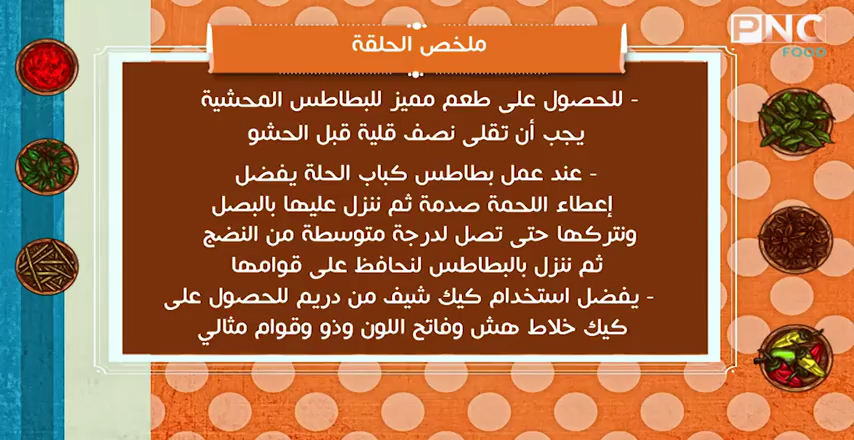 PNC
FOOD
ملخص الحلقة
- للحصول على طعم مميز للبطاطس المحشية
يجب أن تقلى نصف قلية قبل الحشو
- عند عمل بطاطس كباب الحلة يفضل
إعطاء اللحمة صدمة ثم ننزل عليها بالبصل
ونتركها حتى تصل لدرجة متوسطة من النضج
ثم ننزل بالبطاطس لنحافظ على قوامها
- يفضل استخدام كيك شيف من دريم للحصول على
كيك خلاط هش وفاتح اللون وذو وقوام مثالي